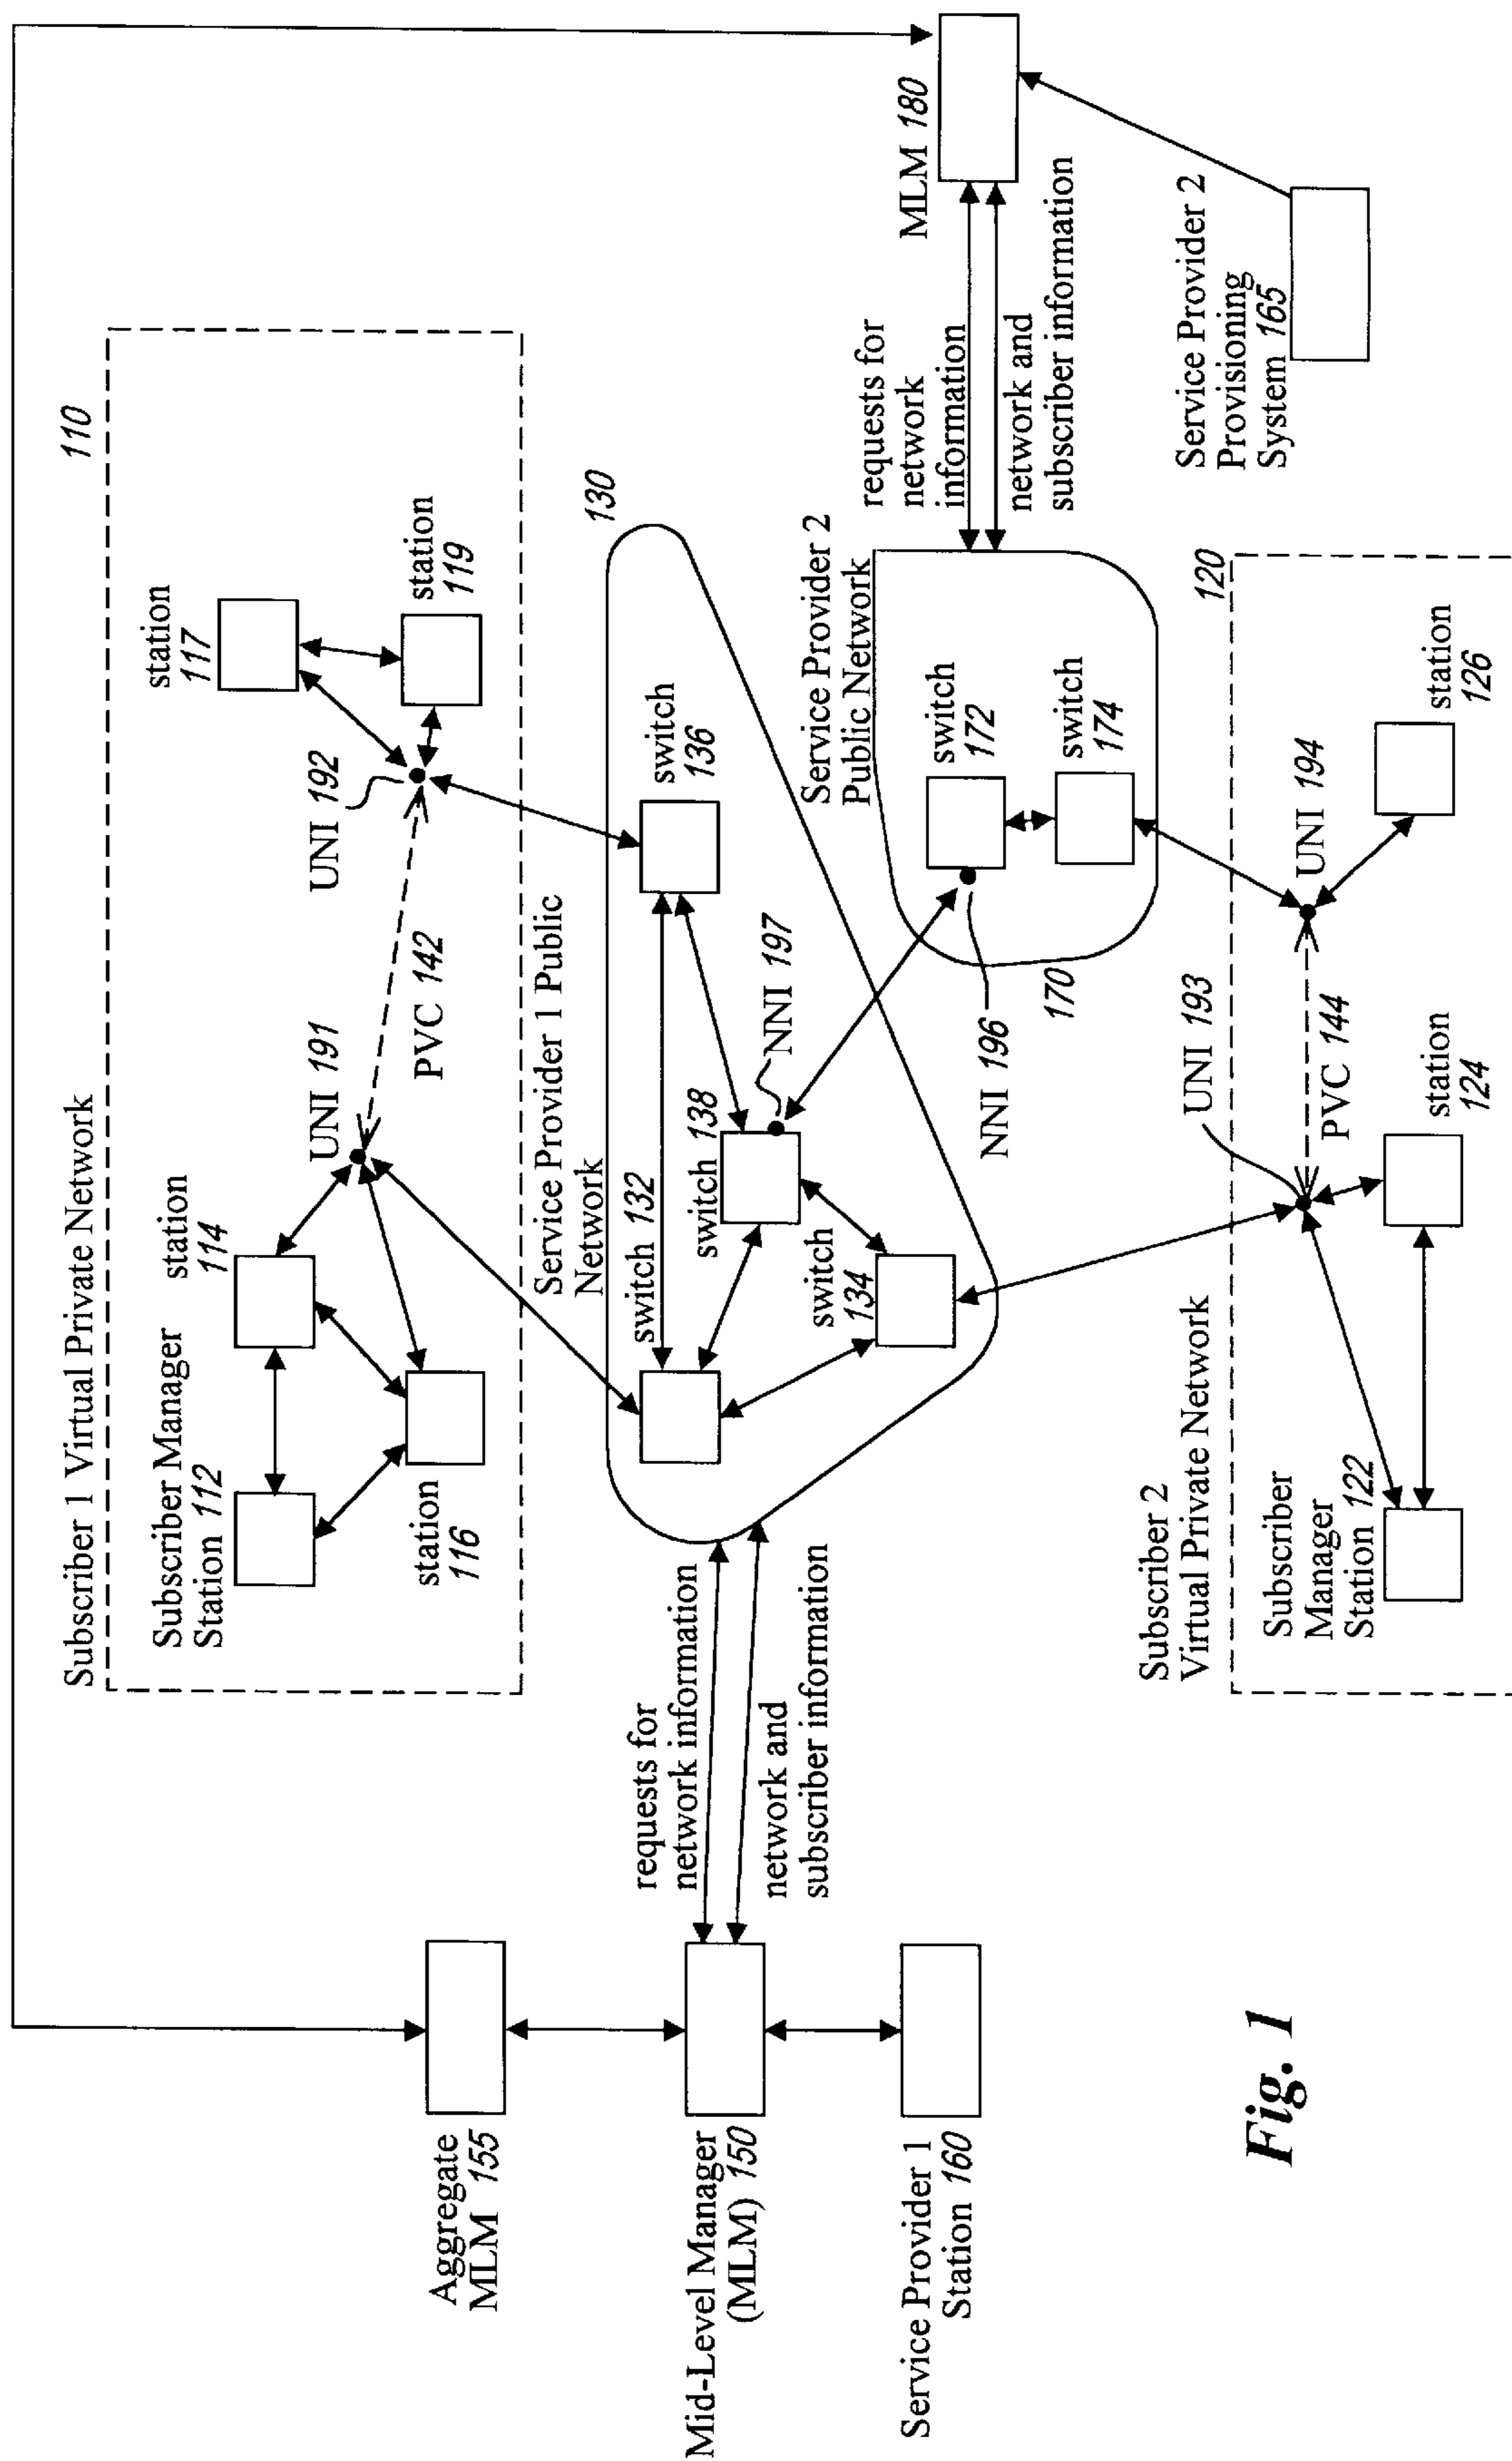 Subscriber 1 Virtual Private Network
110
Subscriber Manager
Station 112
station
114
station
116
UNI 191
PVC 142
UNI 192
station
117
station
119
Service Provider 1 Public
Network
130
switch 132
switch 138
switch
134
switch
136
NNI 197
Service Provider 2
Public Network
switch
172
switch
174
NNI 196
170
requests for
network information
network and
subscriber information
Aggregate
MLM 155
Mid-Level Manager
(MLM) 150
Service Provider 1
Station 160
requests for
network
information
network and
subscriber information
MLM 180
Service Provider 2
Provisioning
System 165
Subscriber 2
Virtual Private Network
120
Subscriber
Manager
Station 122
UNI 193
PVC 144
station
124
UNI 194
station
126
Fig. 1